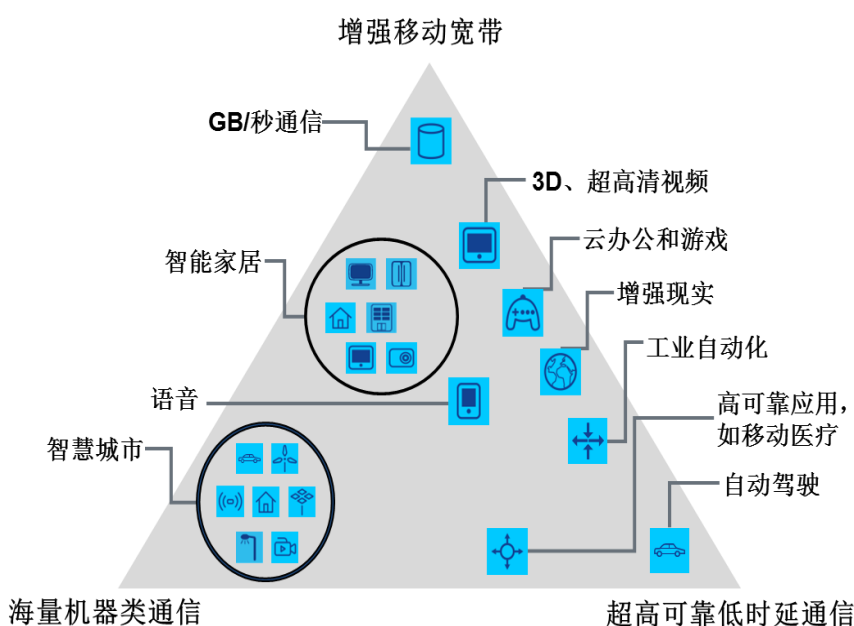 增强移动宽带
GB/秒通信
3D、超高清视频
云办公和游戏
智能家居
增强现实
工业自动化
语音
高可靠应用，
如移动医疗
智慧城市
自动驾驶
海量机器类通信
超高可靠低时延通信